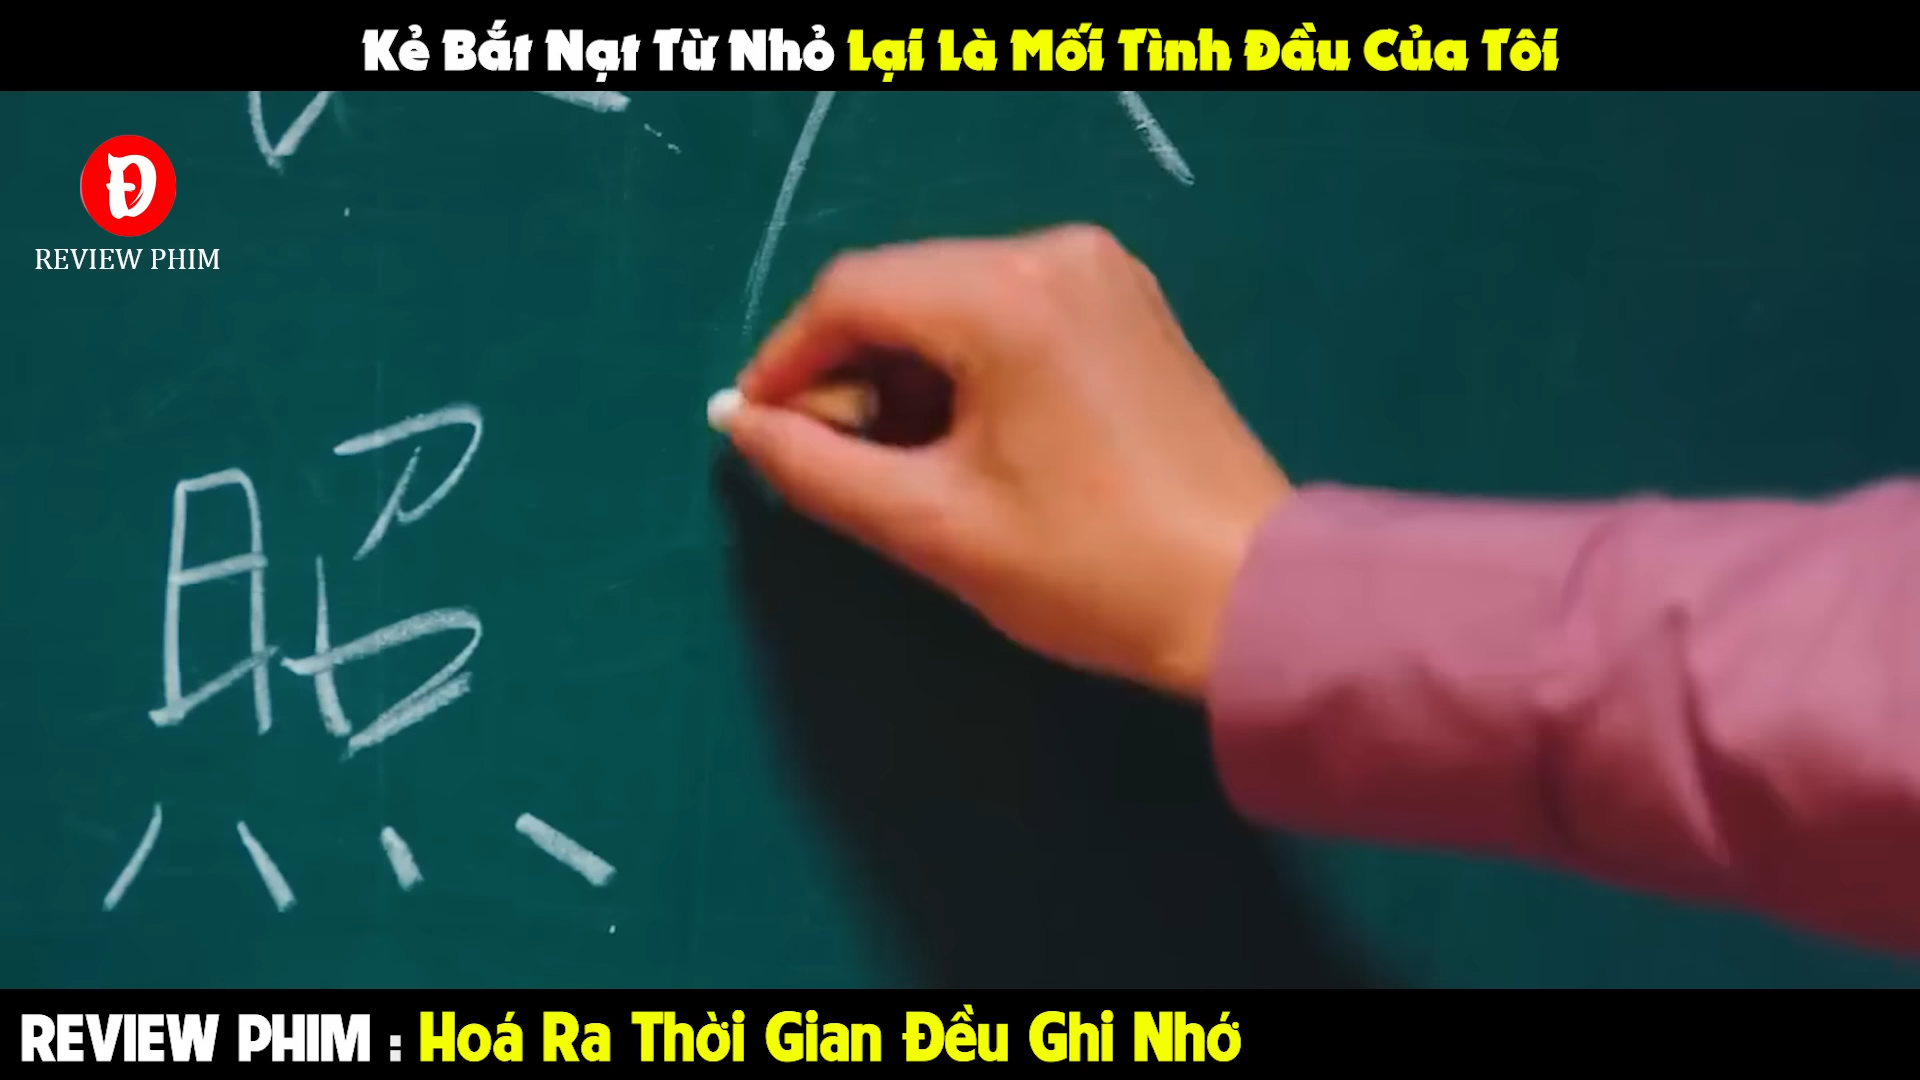 Kẻ Bắt Nạt Từ Nhỏ Lại Là Mối Tình Đầu Của Tôi
Đ
REVIEW PHIM
照
REVIEW PHIM : Hoá Ra Thời Gian Đều Ghi Nhớ